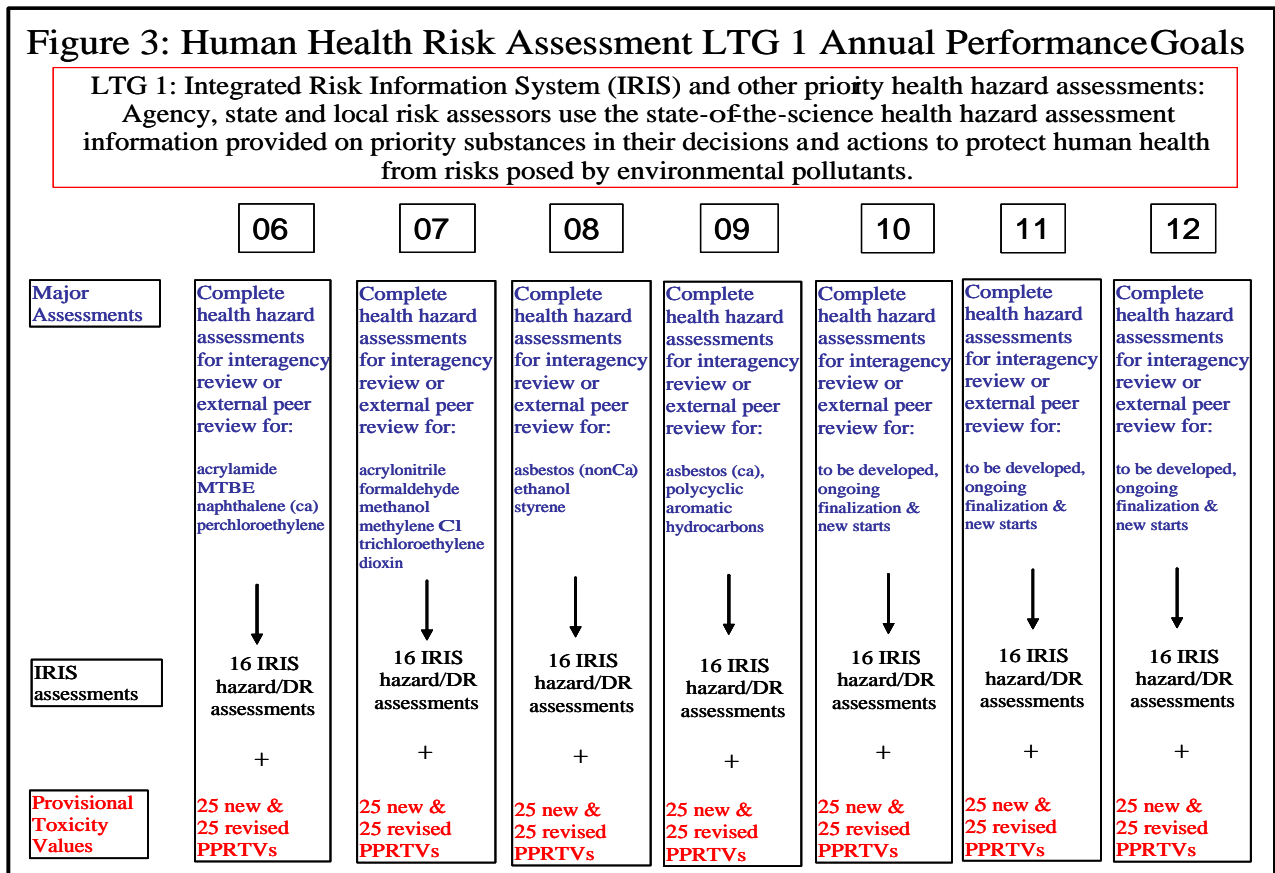 Figure 3: Human Health Risk Assessment LTG 1 Annual Performance Goals
LTG 1: Integrated Risk Information System (IRIS) and other priority health hazard assessments:
Agency, state and local risk assessors use the state-of-the-science health hazard assessment
information provided on priority substances in their decisions and actions to protect human health
from risks posed by environmental pollutants.
06 07 08 09 10 11 12
Major
Assessments
Complete
health hazard
assessments
for interagency
review or
external peer
review for:
acrylamide
MTBE
naphthalene (ca)
perchloroethylene
Complete
health hazard
assessments
for interagency
review or
external peer
review for:
acrylonitrile
formaldehyde
methanol
methylene Cl
trichloroethylene
dioxin
Complete
health hazard
assessments
for interagency
review or
external peer
review for:
asbestos (nonCa)
ethanol
styrene
Complete
health hazard
assessments
for interagency
review or
external peer
review for:
asbestos (ca),
polycyclic
aromatic
hydrocarbons
Complete
health hazard
assessments
for interagency
review or
external peer
review for:
to be developed,
ongoing
finalization &
new starts
Complete
health hazard
assessments
for interagency
review or
external peer
review for:
to be developed,
ongoing
finalization &
new starts
Complete
health hazard
assessments
for interagency
review or
external peer
review for:
to be developed,
ongoing
finalization &
new starts
IRIS
assessments
16 IRIS
hazard/DR
assessments
+
16 IRIS
hazard/DR
assessments
+
16 IRIS
hazard/DR
assessments
+
16 IRIS
hazard/DR
assessments
+
16 IRIS
hazard/DR
assessments
+
16 IRIS
hazard/DR
assessments
+
16 IRIS
hazard/DR
assessments
+
Provisional
Toxicity
Values
25 new &
25 revised
PPRTVs
25 new &
25 revised
PPRTVs
25 new &
25 revised
PPRTVs
25 new &
25 revised
PPRTVs
25 new &
25 revised
PPRTVs
25 new &
25 revised
PPRTVs
25 new &
25 revised
PPRTVs